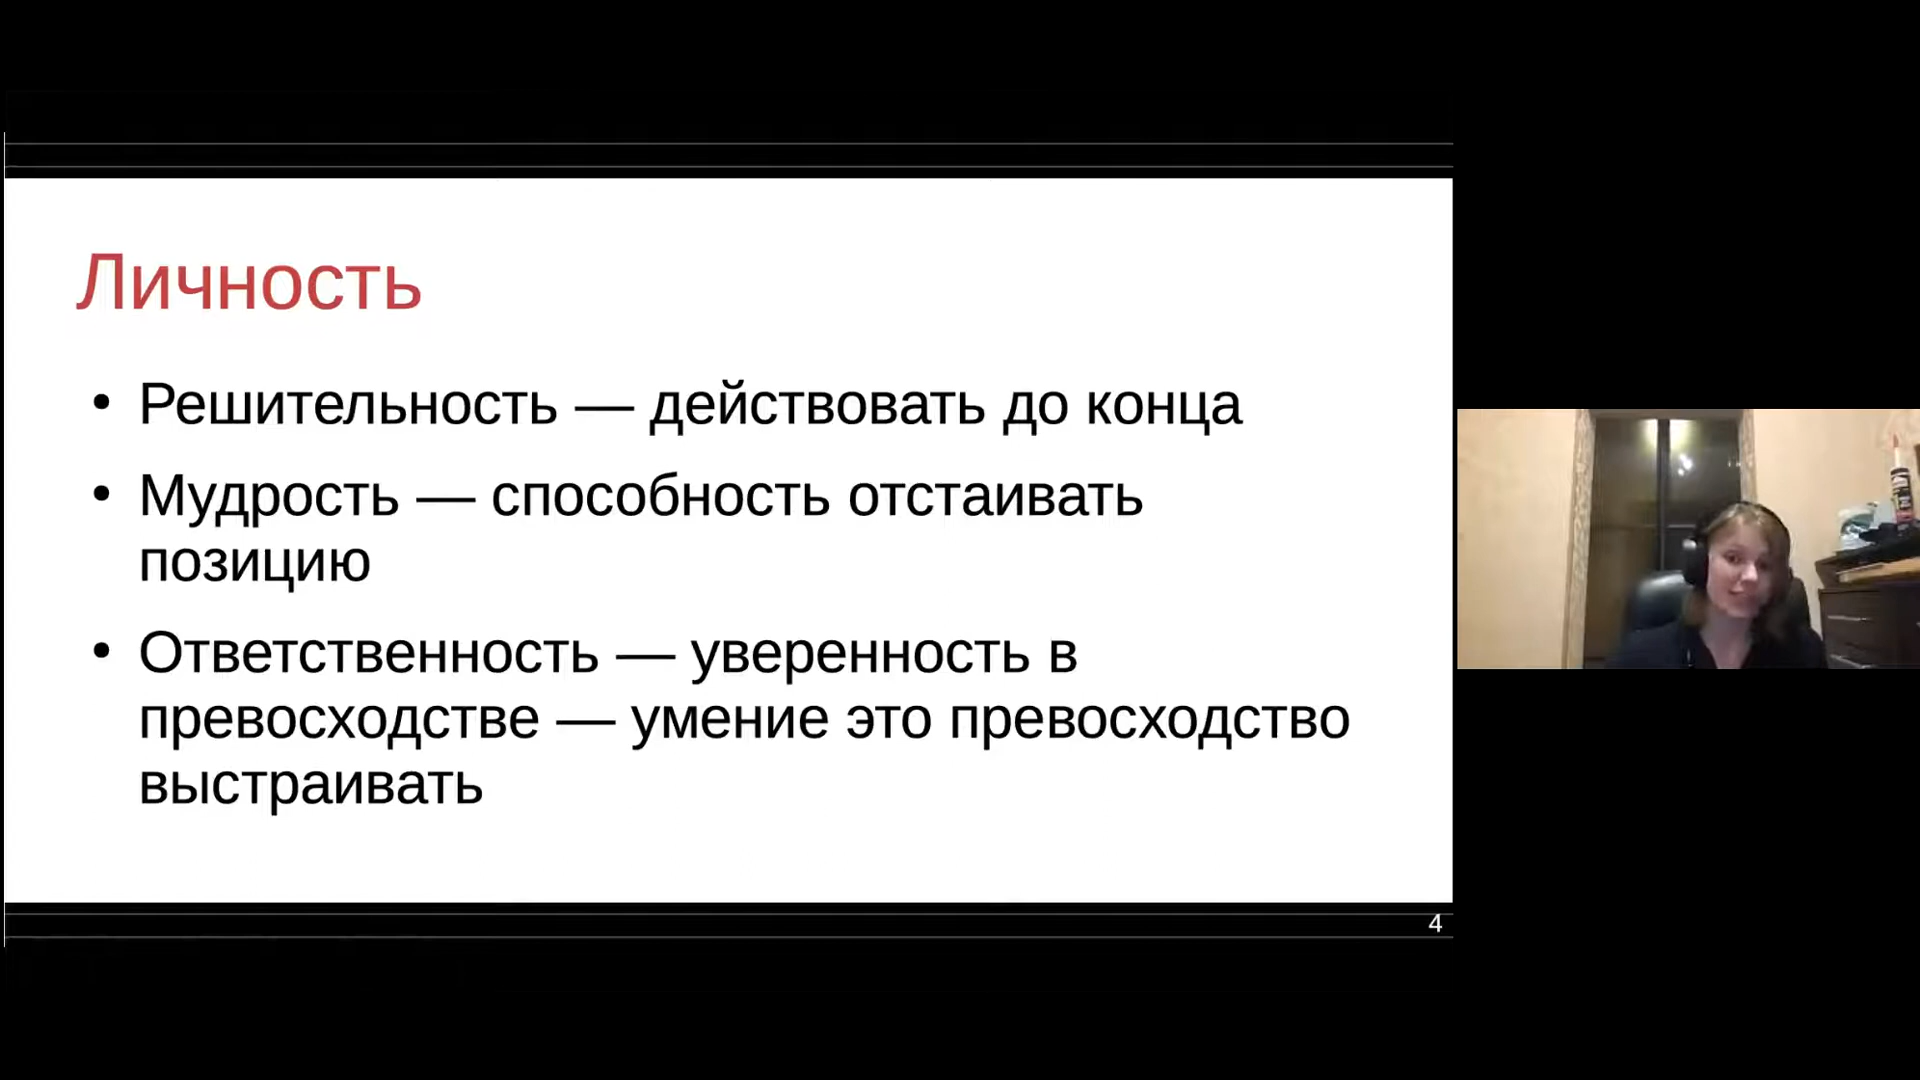 Личность
• Решительность — действовать до конца
• Мудрость — способность отстаивать
позицию
• Ответственность — уверенность в
превосходстве — умение это превосходство
выстраивать
4